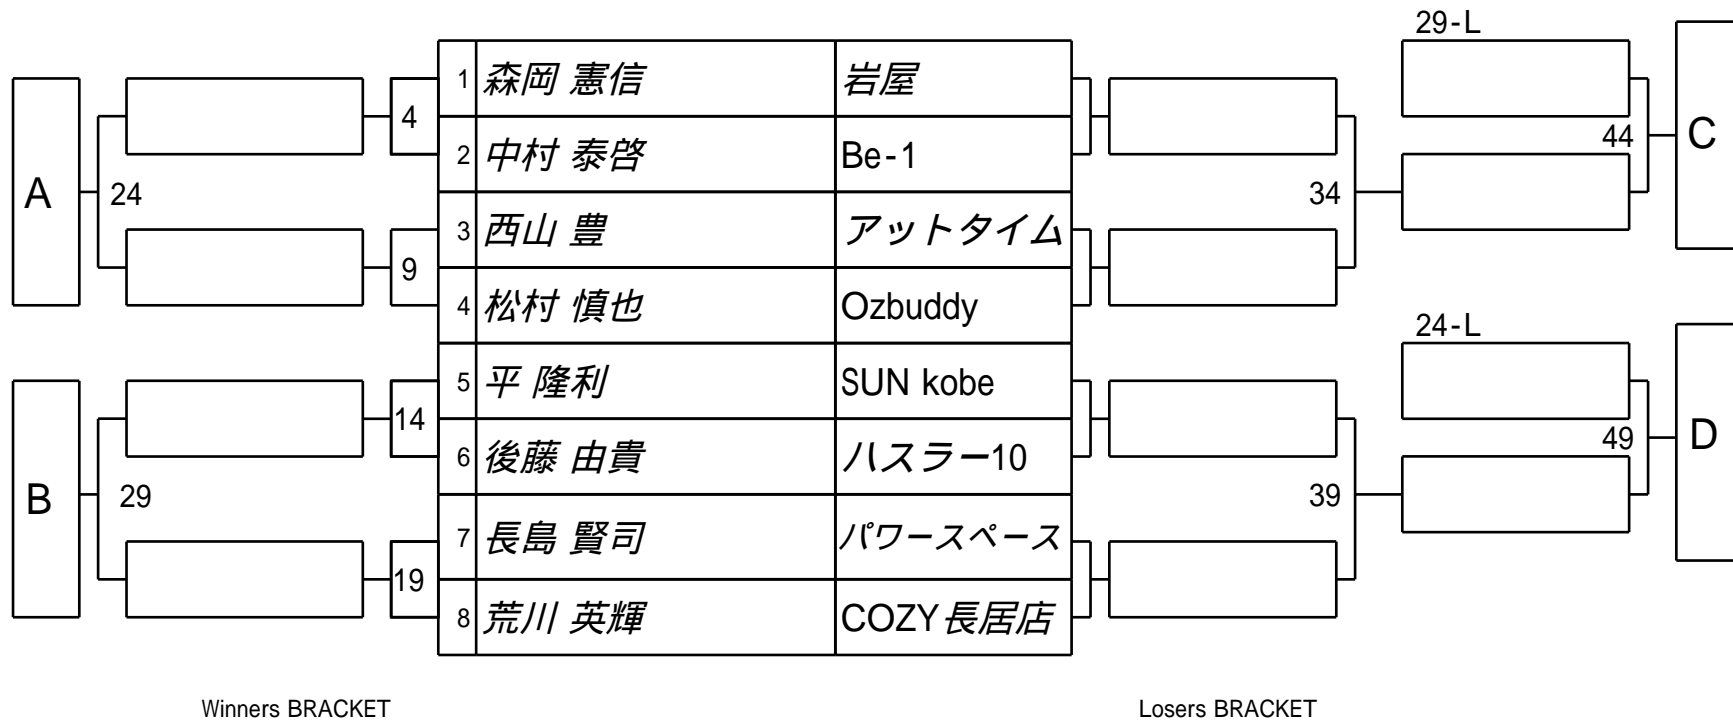 29-L
1 森岡 憲信 岩屋
4
2 中村 泰啓 Be-1
44
C
A
24
34
3 西山 豊 アットタイム
9
4 松村 慎也 Ozbuddy
24-L
5 平 隆利 SUN kobe
14
6 後藤 由貴 ハスラー10
49
D
B
29
39
7 長島 賢司 パワースペース
19
8 荒川 英輝 COZY長居店
Winners BRACKET
Losers BRACKET